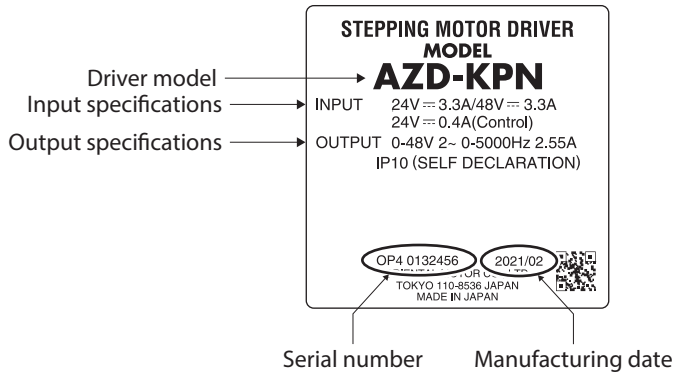 STEPPING MOTOR DRIVER
MODEL
Driver model
AZD-KPN
Input specifications
INPUT 24V⎓3.3A/48V⎓3.3A
24V⎓0.4A(Control)
Output specifications
OUTPUT 0-48V 2~ 0-5000Hz 2.55A
IP10 (SELF DECLARATION)
OP4 0132456 2021/02
TOKYO 110-8536 JAPAN
MADE IN JAPAN
Serial number Manufacturing date